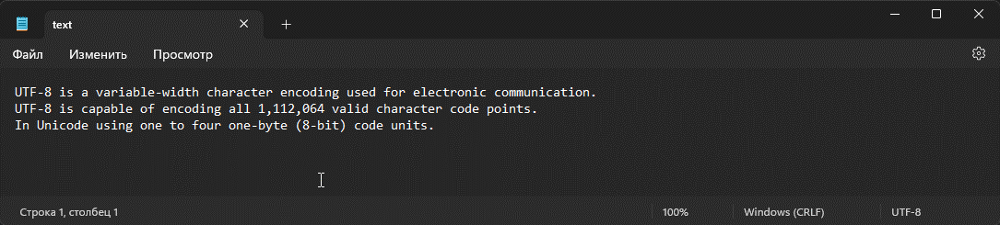 text
Файл Изменить Просмотр
UTF-8 is a variable-width character encoding used for electronic communication.
UTF-8 is capable of encoding all 1,112,064 valid character code points.
In Unicode using one to four one-byte (8-bit) code units.
Строка 1, столбец 1 100% Windows (CRLF) UTF-8